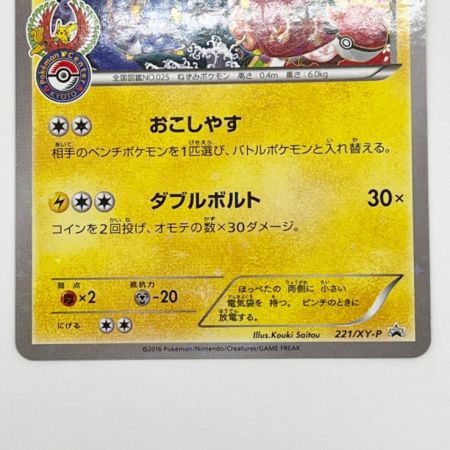 Pokémon Center
KYOTO
全国図鑑NO.025 ねずみポケモン 高さ：0.4m 重さ：6.0kg
おこしやす
相手のベンチポケモンを1匹選び、バトルポケモンと入れ替える。
ダブルボルト 30×
コインを2回投げ、オモテの数×30ダメージ。
弱点 抵抗力
×2 -20
にげる
ほっぺたの 両側に 小さい
電気袋を 持つ。 ピンチのときに
放電する。
Illus.Kouki Saitou 221/XY-P
©2016 Pokémon/Nintendo/Creatures/GAME FREAK